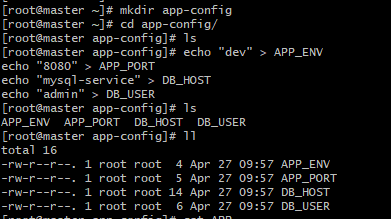 [root@master ~]# mkdir app-config
[root@master ~]# cd app-config/
[root@master app-config]# ls
[root@master app-config]# echo "dev" > APP_ENV
echo "8080" > APP_PORT
echo "mysql-service" > DB_HOST
echo "admin" > DB_USER
[root@master app-config]# ls
APP_ENV  APP_PORT  DB_HOST  DB_USER
[root@master app-config]# ll
total 16
-rw-r--r--. 1 root root  4 Apr 27 09:57 APP_ENV
-rw-r--r--. 1 root root  5 Apr 27 09:57 APP_PORT
-rw-r--r--. 1 root root 14 Apr 27 09:57 DB_HOST
-rw-r--r--. 1 root root  6 Apr 27 09:57 DB_USER
[root@master app-config]# cat APP